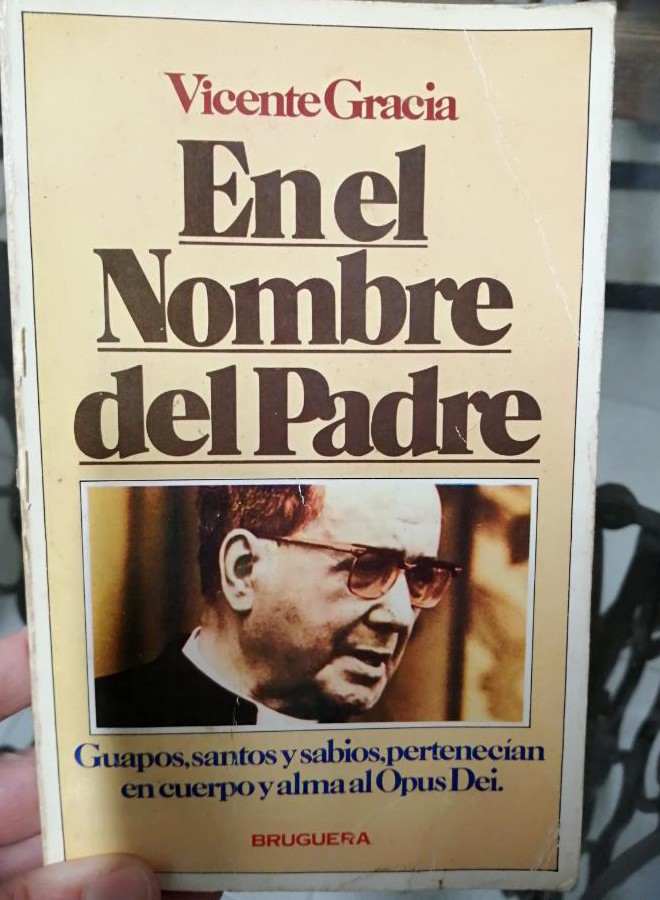 Vicente Gracia
En el
Nombre
del Padre
Guapos, santos y sabios, pertenecían
en cuerpo y alma al Opus Dei.
BRUGUERA